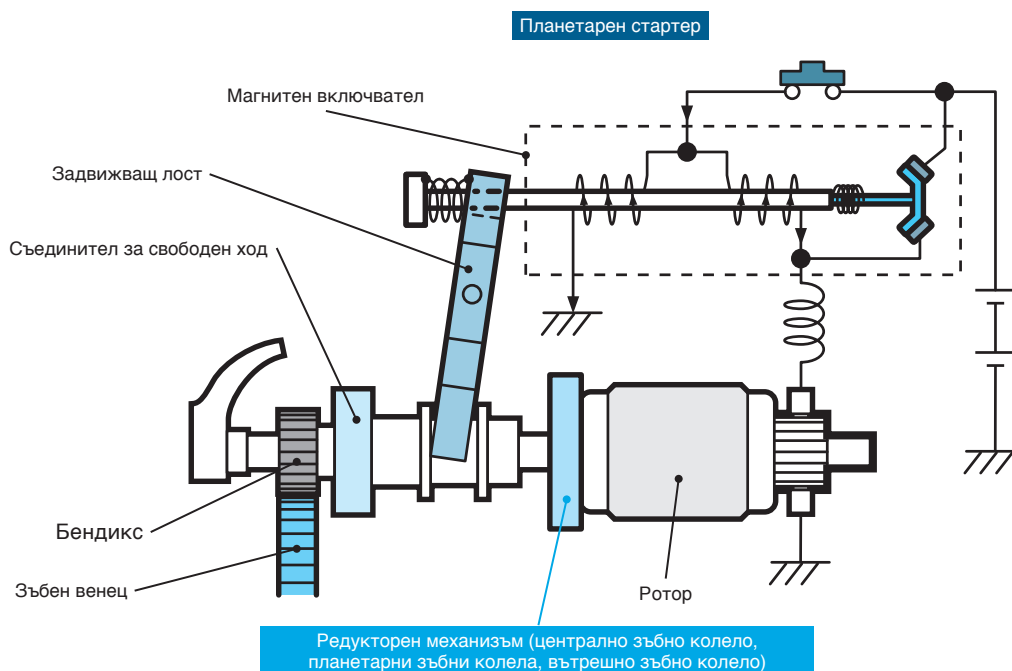 Планетарен стартер
Магнитен включвател
Задвижващ лост
Съединител за свободен ход
Бендикс
Зъбен венец
Ротор
Редукторен механизъм (централно зъбно колело,
планетарни зъбни колела, вътрешно зъбно колело)